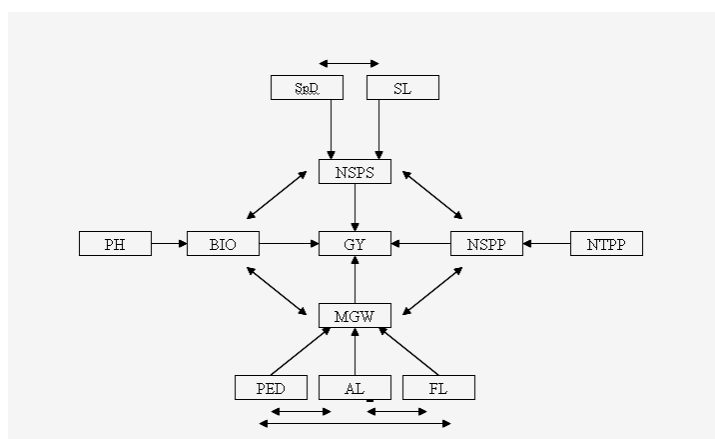 SpD SL
NSPS
PH BIO GY NSPP NTPP
MGW
PED AL FL